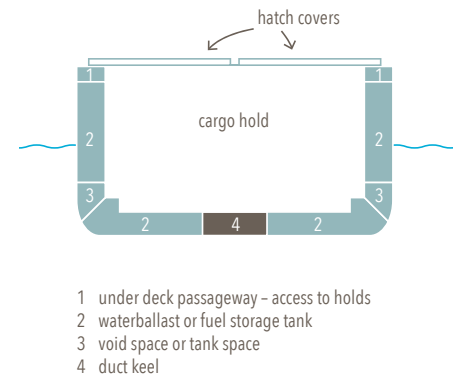 hatch covers
1 1
cargo hold
2 2
3 3
2 4 2
1 under deck passageway – access to holds
2 waterballast or fuel storage tank
3 void space or tank space
4 duct keel